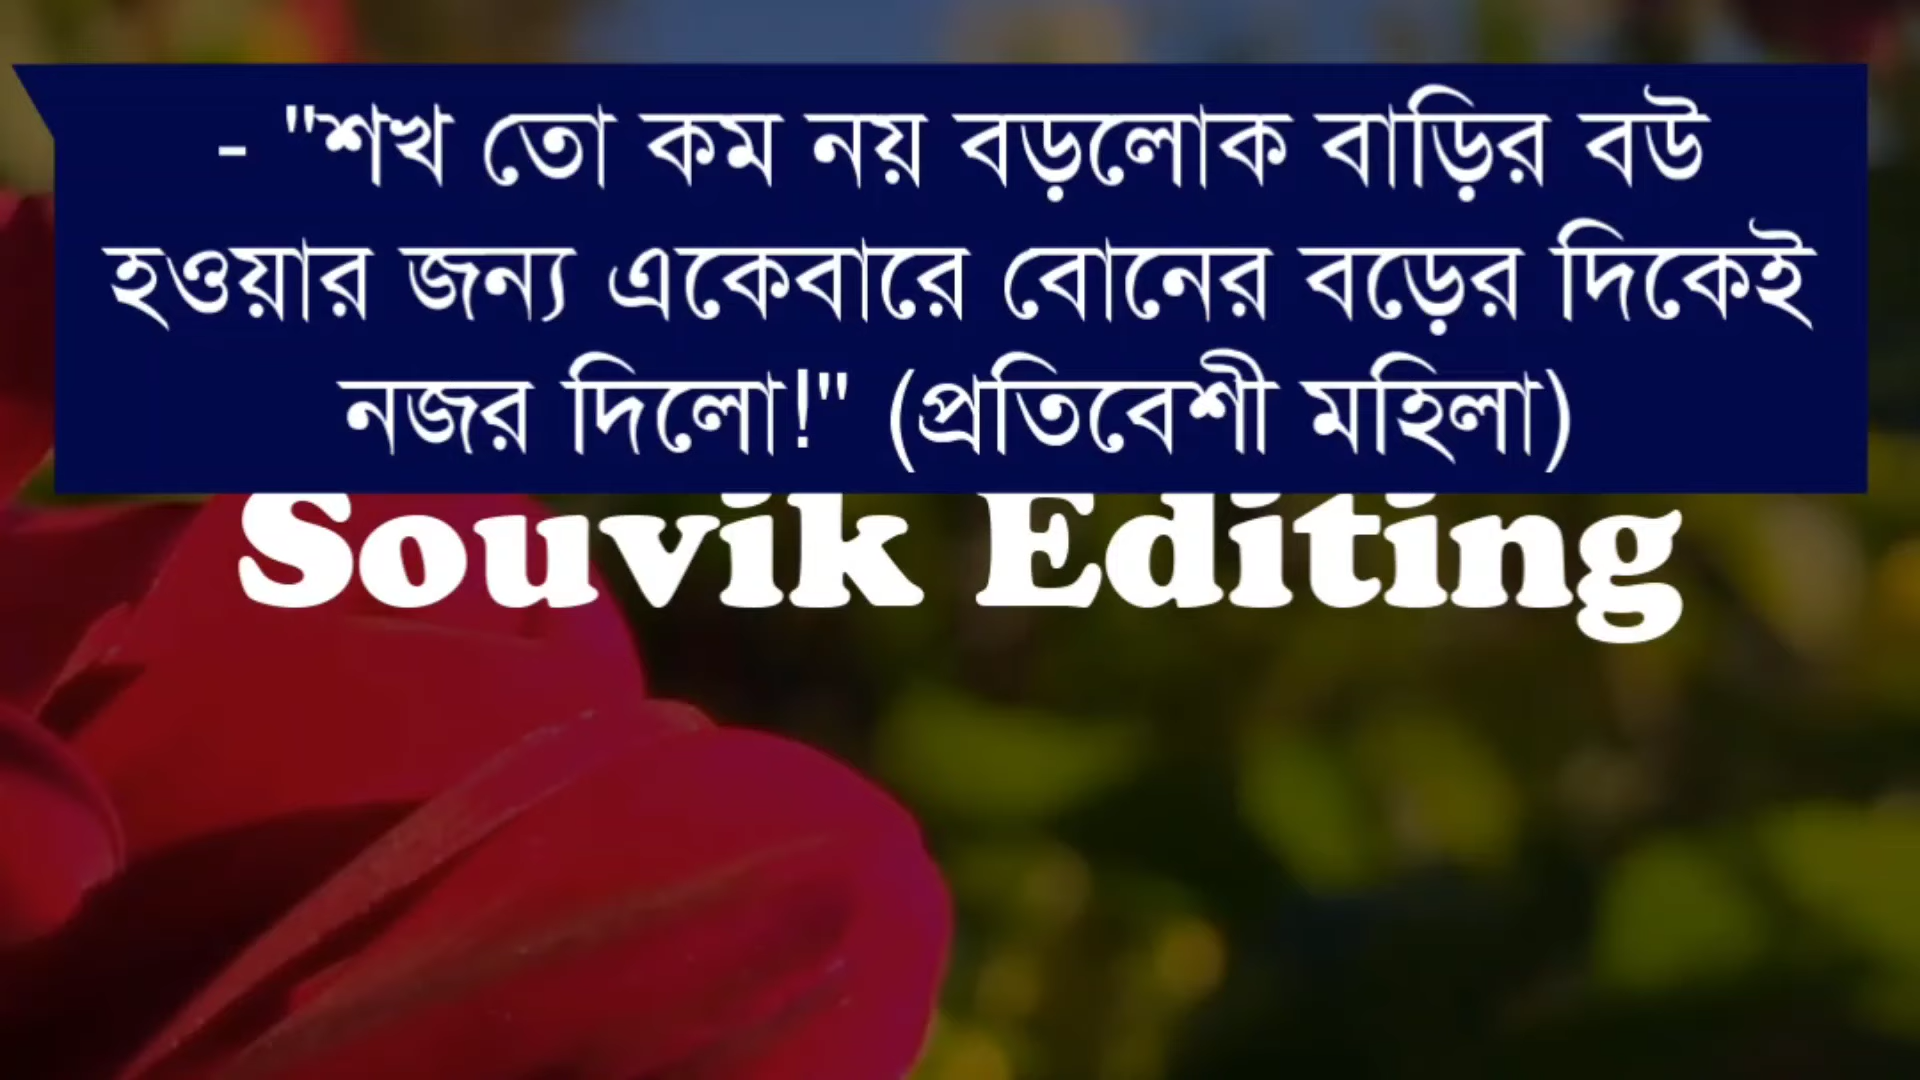 - "শখ তো কম নয় বড়লোক বাড়ির বউ
হওয়ার জন্য একেবারে বোনের বড়ের দিকেই
নজর দিলো!" (প্রতিবেশী মহিলা)
Souvik Editing